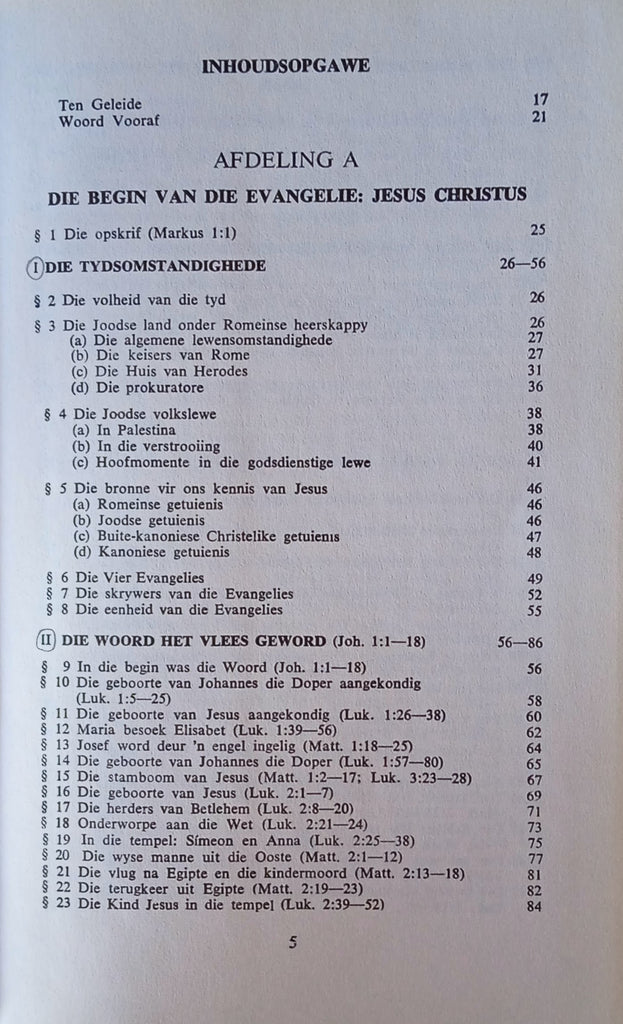 INHOUDSOPGAWE
Ten Geleide 17
Woord Vooraf 21
AFDELING A
DIE BEGIN VAN DIE EVANGELIE: JESUS CHRISTUS
§ 1 Die opskrif (Markus 1:1) 25
I DIE TYDSOMSTANDIGHEDE 26—56
§ 2 Die volheid van die tyd 26
§ 3 Die Joodse land onder Romeinse heerskappy 26
(a) Die algemene lewensomstandighede 27
(b) Die keisers van Rome 27
(c) Die Huis van Herodes 31
(d) Die prokuratore 36
§ 4 Die Joodse volkslewe 38
(a) In Palestina 38
(b) In die verstrooiing 40
(c) Hoofmomente in die godsdienstige lewe 41
§ 5 Die bronne vir ons kennis van Jesus 46
(a) Romeinse getuienis 46
(b) Joodse getuienis 46
(c) Buite-kanoniese Christelike getuienis 47
(d) Kanoniese getuienis 48
§ 6 Die Vier Evangelies 49
§ 7 Die skrywers van die Evangelies 52
§ 8 Die eenheid van die Evangelies 55
II DIE WOORD HET VLEES GEWORD (Joh. 1:1—18) 56—86
§ 9 In die begin was die Woord (Joh. 1:1—18) 56
§ 10 Die geboorte van Johannes die Doper aangekondig
(Luk. 1:5—25) 58
§ 11 Die geboorte van Jesus aangekondig (Luk. 1:26—38) 60
§ 12 Maria besoek Elisabet (Luk. 1:39—56) 62
§ 13 Josef word deur 'n engel ingelig (Matt. 1:18—25) 64
§ 14 Die geboorte van Johannes die Doper (Luk. 1:57—80) 65
§ 15 Die stamboom van Jesus (Matt. 1:2—17; Luk. 3:23—28) 67
§ 16 Die geboorte van Jesus (Luk. 2:1—7) 69
§ 17 Die herders van Betlehem (Luk. 2:8—20) 71
§ 18 Onderworpe aan die Wet (Luk. 2:21—24) 73
§ 19 In die tempel: Símeon en Anna (Luk. 2:25—38) 75
§ 20 Die wyse manne uit die Ooste (Matt. 2:1—12) 77
§ 21 Die vlug na Egipte en die kindermoord (Matt. 2:13—18) 81
§ 22 Die terugkeer uit Egipte (Matt. 2:19—23) 82
§ 23 Die Kind Jesus in die tempel (Luk. 2:39—52) 84
5